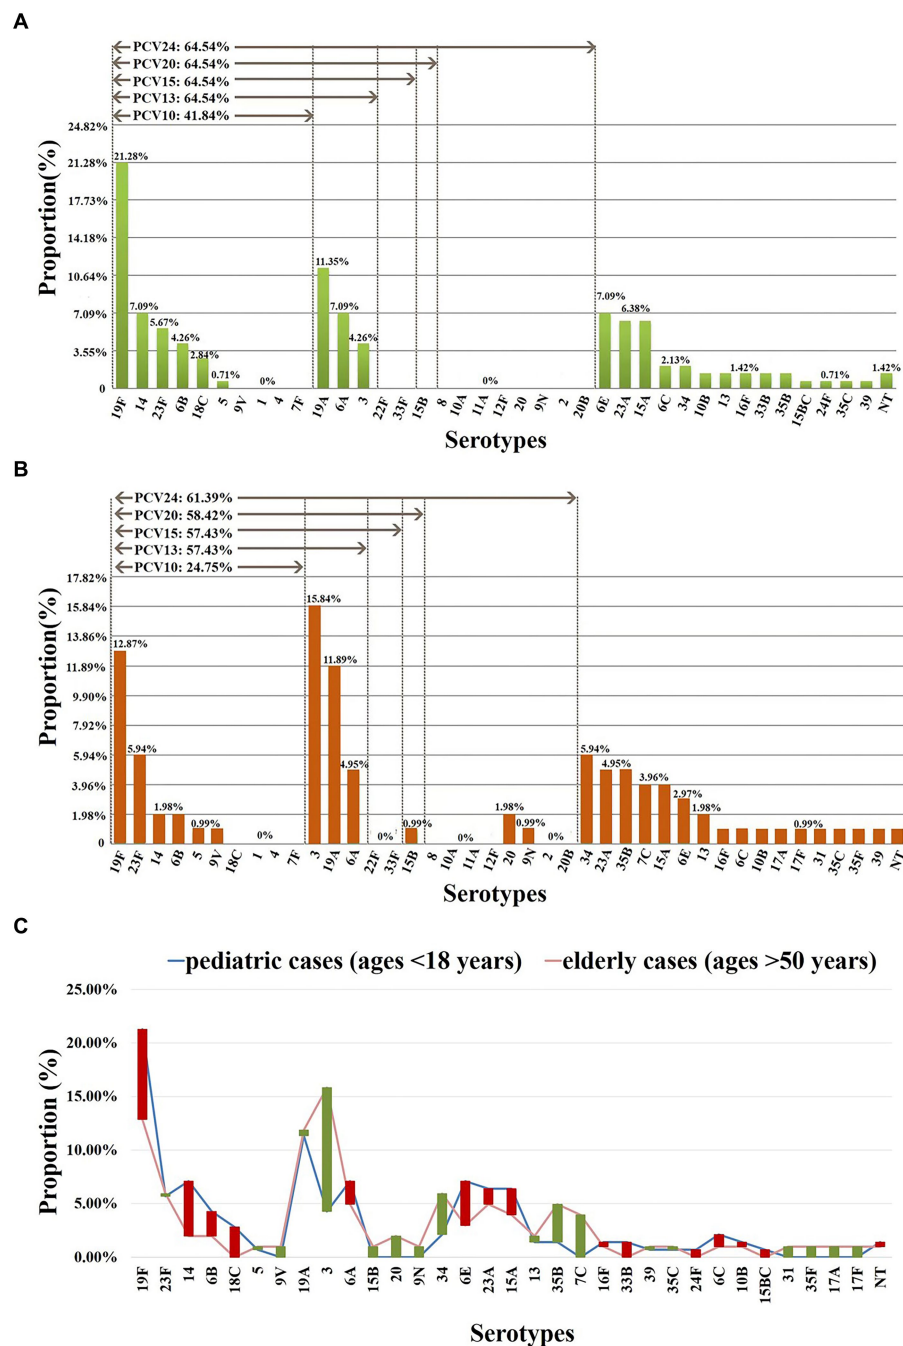 A
PCV24: 64.54%
PCV20: 64.54%
PCV15: 64.54%
PCV13: 64.54%
PCV10: 41.84%
Proportion(%)
24.82%
21.28%
17.73%
14.18%
10.64%
7.09%
3.55%
0
21.28%
7.09%
5.67%
4.26%
2.84%
0.71%
0%
11.35%
7.09%
4.26%
0%
7.09%
6.38%
2.13%
1.42%
0.71%
1.42%
19F 14 23F 6B 18C 5 9V 1 4 7F 19A 6A 3 22F 33F 15B 8 10A 11A 12F 20 9N 2 20B 6E 23A 15A 6C 34 10B 13 16F 33B 35B 15BC 24F 35C 39 NT
Serotypes
B
PCV24: 61.39%
PCV20: 58.42%
PCV15: 57.43%
PCV13: 57.43%
PCV10: 24.75%
Proportion(%)
17.82%
15.84%
13.86%
11.89%
9.90%
7.92%
5.94%
3.96%
1.98%
0
12.87%
5.94%
1.98%
0.99%
0%
15.84%
11.89%
4.95%
0%
0.99%
0%
1.98%
0.99%
0%
5.94%
4.95%
3.96%
2.97%
1.98%
0.99%
19F 23F 14 6B 5 9V 18C 1 4 7F 3 19A 6A 22F 33F 15B 8 10A 11A 12F 20 9N 2 20B 34 23A 35B 7C 15A 6E 13 16F 6C 10B 17A 17F 31 35C 35F 39 NT
Serotypes
C
pediatric cases (ages <18 years) elderly cases (ages >50 years)
Proportion (%)
25.00%
20.00%
15.00%
10.00%
5.00%
0.00%
19F 23F 14 6B 18C 5 9V 19A 3 6A 15B 20 9N 34 6E 23A 15A 13 35B 7C 16F 33B 39 35C 24F 6C 10B 15BC 31 35F 17A 17F NT
Serotypes